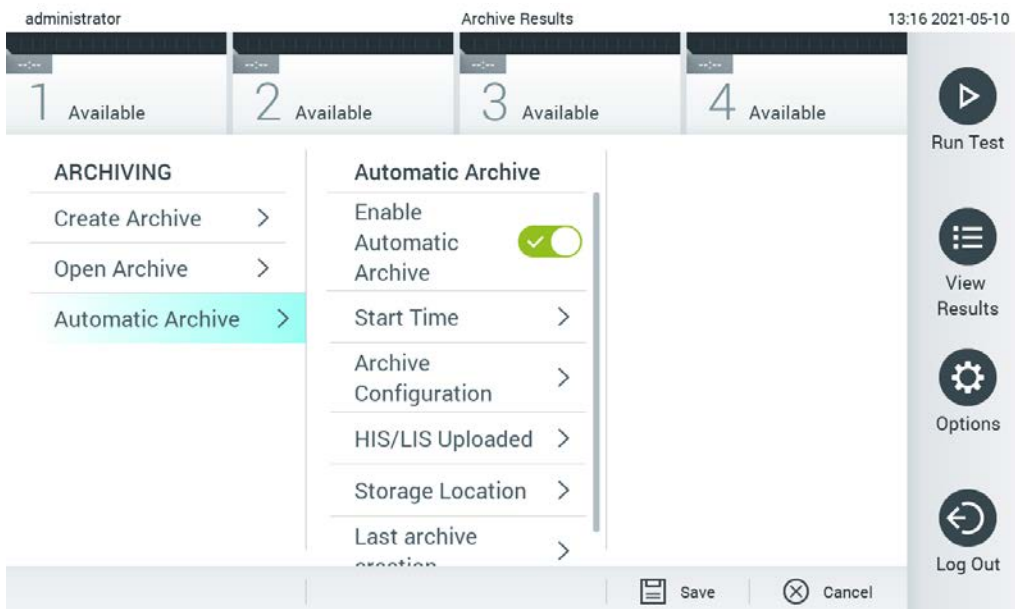 administrator
Archive Results
13:16 2021-05-10
--:--
--:--
--:--
--:--
1 Available
2 Available
3 Available
4 Available
Run Test
ARCHIVING
Create Archive
Open Archive
Automatic Archive
Automatic Archive
Enable
Automatic
Archive
Start Time
Archive
Configuration
HIS/LIS Uploaded
Storage Location
Last archive
creation
View
Results
Options
Log Out
Save
Cancel